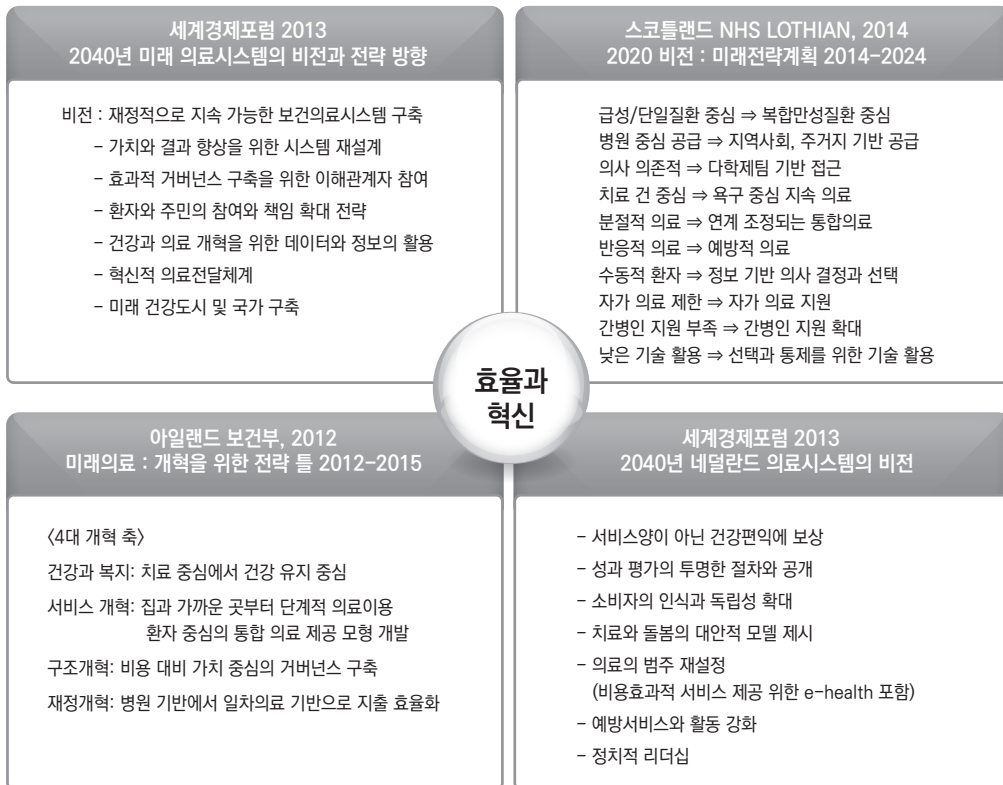 세계경제포럼 2013
2040년 미래 의료시스템의 비전과 전략 방향
비전 : 재정적으로 지속 가능한 보건의료시스템 구축
- 가치와 결과 향상을 위한 시스템 재설계
- 효과적 거버넌스 구축을 위한 이해관계자 참여
- 환자와 주민의 참여와 책임 확대 전략
- 건강과 의료 개혁을 위한 데이터와 정보의 활용
- 혁신적 의료전달체계
- 미래 건강도시 및 국가 구축
스코틀랜드 NHS LOTHIAN, 2014
2020 비전 : 미래전략계획 2014-2024
급성/단일질환 중심 ⇒ 복합만성질환 중심
병원 중심 공급 ⇒ 지역사회, 주거지 기반 공급
의사 의존적 ⇒ 다학제팀 기반 접근
치료 건 중심 ⇒ 욕구 중심 지속 의료
분절적 의료 ⇒ 연계 조정되는 통합의료
반응적 의료 ⇒ 예방적 의료
수동적 환자 ⇒ 정보 기반 의사 결정과 선택
자가 의료 제한 ⇒ 자가 의료 지원
간병인 지원 부족 ⇒ 간병인 지원 확대
낮은 기술 활용 ⇒ 선택과 통제를 위한 기술 활용
효율과
혁신
아일랜드 보건부, 2012
미래의료 : 개혁을 위한 전략 틀 2012-2015
〈4대 개혁 축〉
건강과 복지: 치료 중심에서 건강 유지 중심
서비스 개혁: 집과 가까운 곳부터 단계적 의료이용
환자 중심의 통합 의료 제공 모형 개발
구조개혁: 비용 대비 가치 중심의 거버넌스 구축
재정개혁: 병원 기반에서 일차의료 기반으로 지출 효율화
세계경제포럼 2013
2040년 네덜란드 의료시스템의 비전
- 서비스양이 아닌 건강편익에 보상
- 성과 평가의 투명한 절차와 공개
- 소비자의 인식과 독립성 확대
- 치료와 돌봄의 대안적 모델 제시
- 의료의 범주 재설정
(비용효과적 서비스 제공 위한 e-health 포함)
- 예방서비스와 활동 강화
- 정치적 리더십